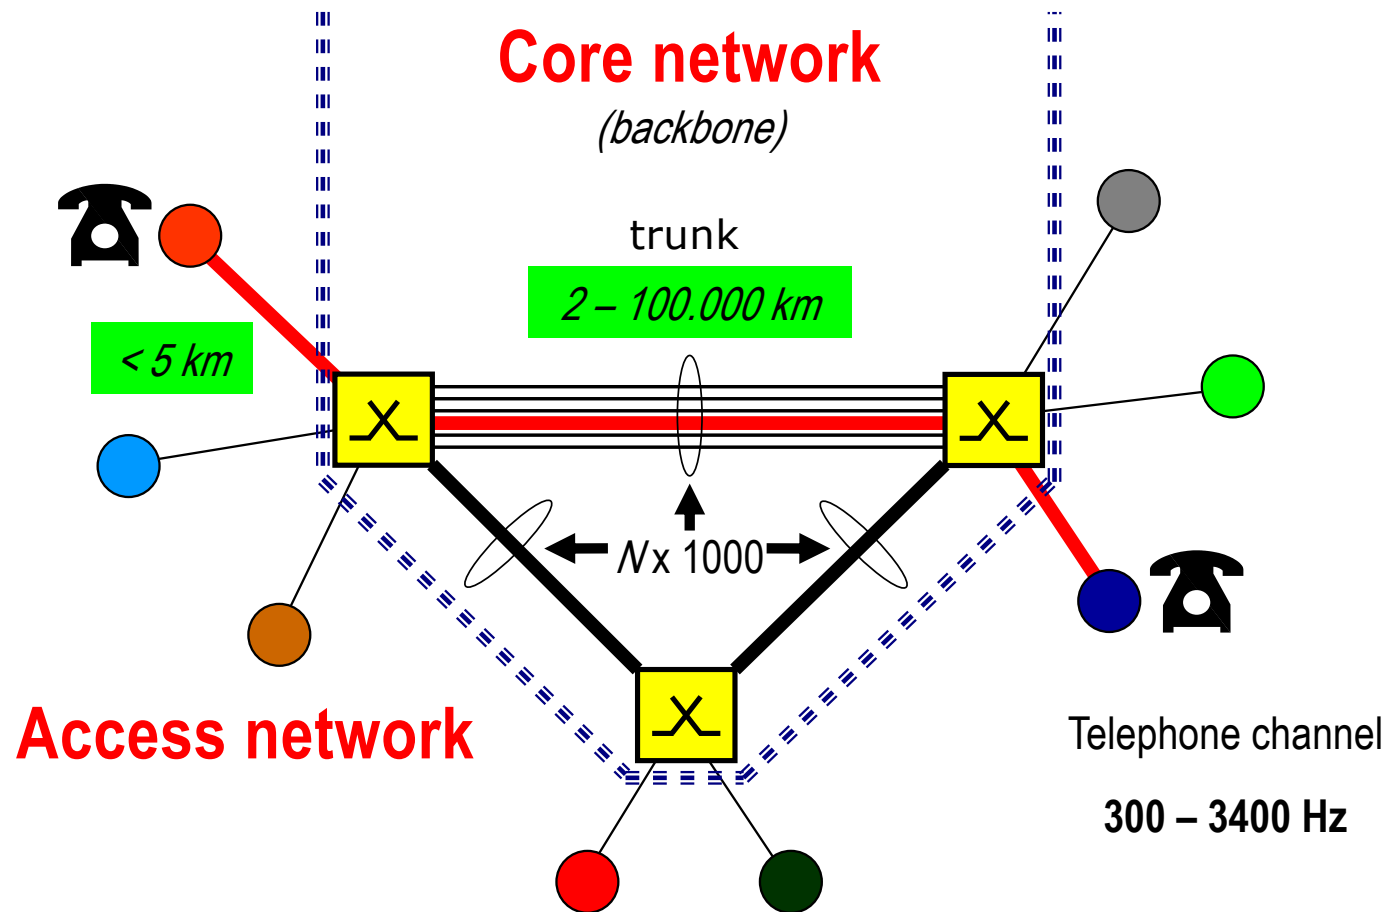 Core network
(backbone)
trunk
2 – 100.000 km
< 5 km
N x 1000
Access network
Telephone channel
300 – 3400 Hz